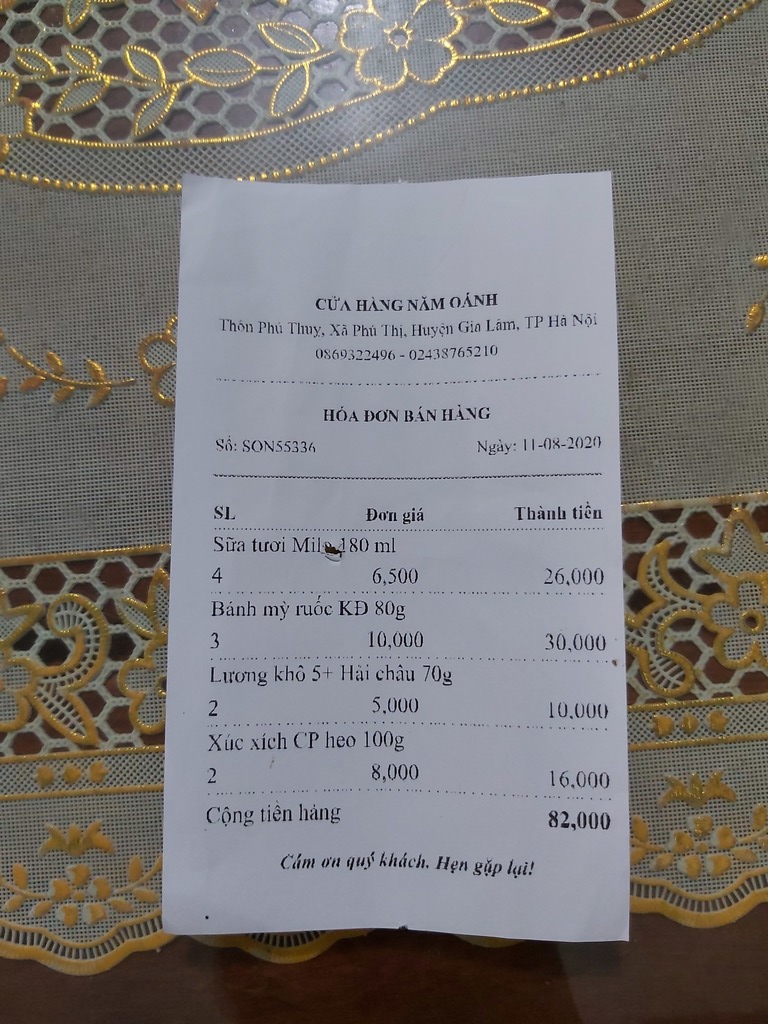 CỬA HÀNG NĂM OÁNH
Thôn Phú Thụy, Xã Phú Thị, Huyện Gia Lâm, TP Hà Nội
0869322496 - 02438765210
HÓA ĐƠN BÁN HÀNG
Số: SON55336 Ngày: 11-08-2020
SL Đơn giá Thành tiền
Sữa tươi Milo 180 ml
4 6,500 26,000
Bánh mỳ ruốc KĐ 80g
3 10,000 30,000
Lương khô 5+ Hải châu 70g
2 5,000 10,000
Xúc xích CP heo 100g
2 8,000 16,000
Cộng tiền hàng 82,000
Cảm ơn quý khách. Hẹn gặp lại!